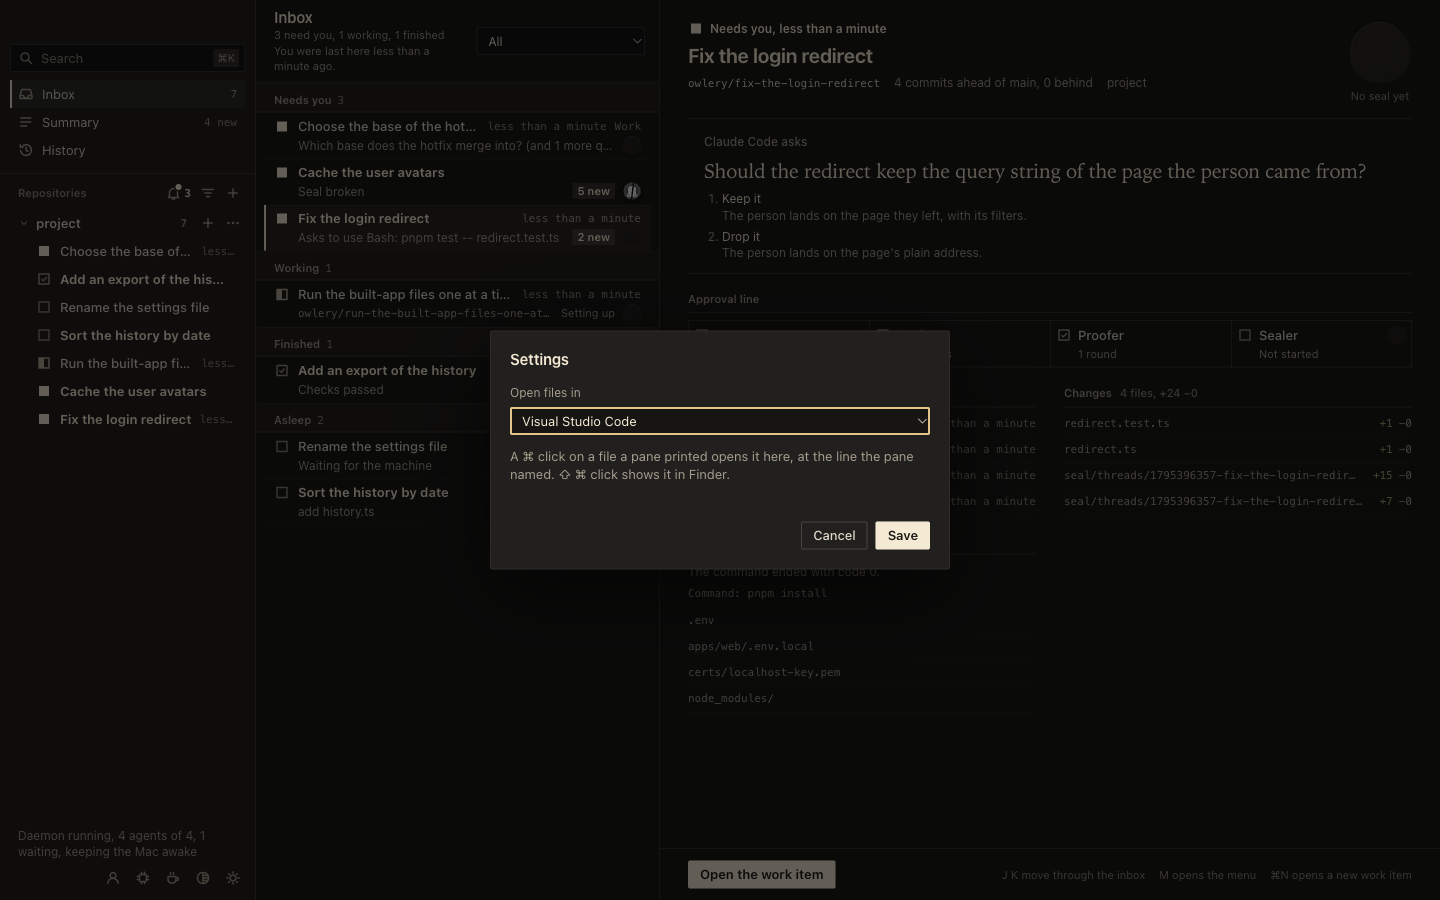 Search ⌘K
Inbox 7
Summary 4 new
History
Repositories 3
project 7
Choose the base of... less...
Add an export of the his...
Rename the settings file
Sort the history by date
Run the built-app fi... less...
Cache the user avatars
Fix the login redirect less...
Daemon running, 4 agents of 4, 1
waiting, keeping the Mac awake
Inbox
3 need you, 1 working, 1 finished
You were last here less than a
minute ago.
All
Needs you 3
Choose the base of the hot... less than a minute Work
Which base does the hotfix merge into? (and 1 more q...
Cache the user avatars
Seal broken 5 new
Fix the login redirect less than a minute
Asks to use Bash: pnpm test -- redirect.test.ts 2 new
Working 1
Run the built-app files one at a ti... less than a minute
owlery/run-the-built-app-files-one-at... Setting up
Finished 1
Add an export of the history
Checks passed
Asleep 2
Rename the settings file
Waiting for the machine
Sort the history by date
add history.ts
Needs you, less than a minute
Fix the login redirect
owlery/fix-the-login-redirect 4 commits ahead of main, 0 behind project
No seal yet
Claude Code asks
Should the redirect keep the query string of the page the person came from?
1. Keep it
The person lands on the page they left, with its filters.
2. Drop it
The person lands on the page's plain address.
Approval line
Proofer
1 round
Sealer
Not started
Changes 4 files, +24 −0
than a minute
redirect.test.ts +1 −0
than a minute
redirect.ts +1 −0
than a minute
seal/threads/1795396357-fix-the-login-redir... +15 −0
than a minute
seal/threads/1795396357-fix-the-login-redire... +7 −0
The command ended with code 0.
Command: pnpm install
.env
apps/web/.env.local
certs/localhost-key.pem
node_modules/
Open the work item
J K move through the inbox M opens the menu ⌘N opens a new work item
Settings
Open files in
Visual Studio Code
A ⌘ click on a file a pane printed opens it here, at the line the pane
named. ⇧ ⌘ click shows it in Finder.
Cancel Save